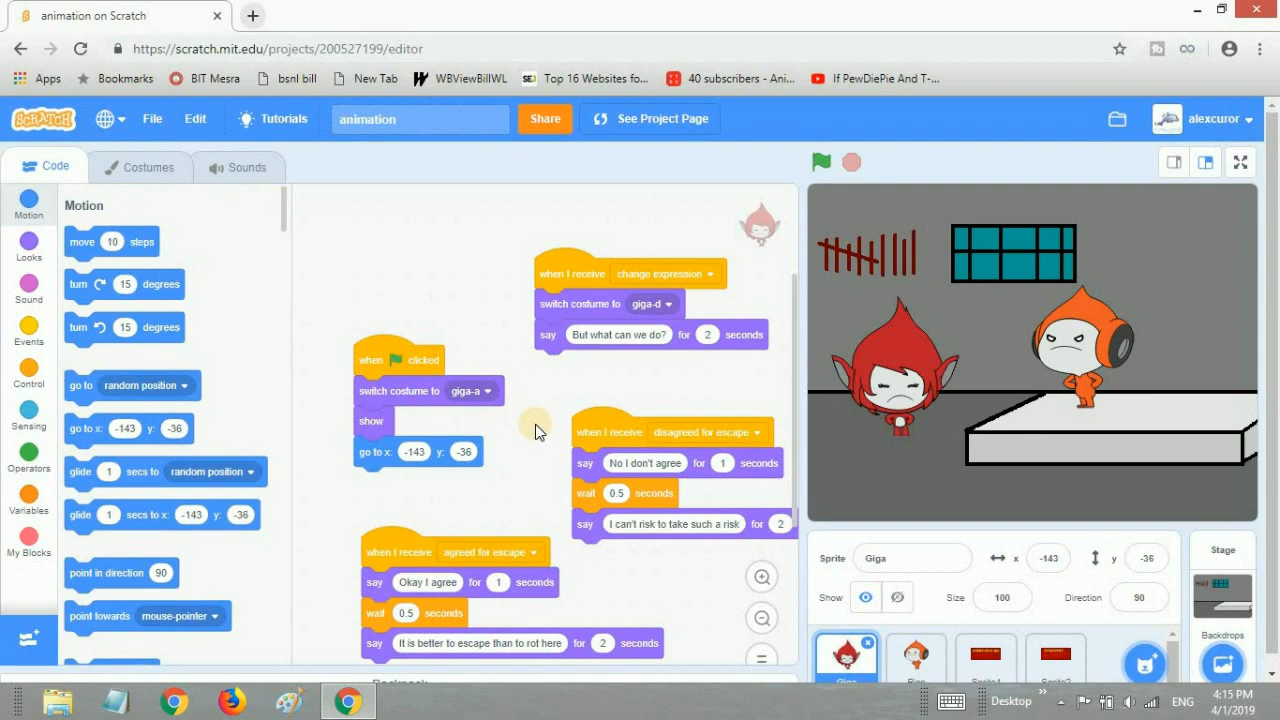 animation on Scratch
https://scratch.mit.edu/projects/200527199/editor
Apps Bookmarks BIT Mesra bsnl bill New Tab WBViewBillWL Top 16 Websites fo... 40 subscribers - Ani... If PewDiePie And T-...
SCRATCH File Edit Tutorials animation Share See Project Page alexcuror
Code Costumes Sounds
Motion
Looks
Sound
Events
Control
Sensing
Operators
Variables
My Blocks
Motion
move 10 steps
turn 15 degrees
turn 15 degrees
go to random position
go to x: -143 y: -36
glide 1 secs to random position
glide 1 secs to x: -143 y: -36
point in direction 90
point towards mouse-pointer
when I receive change expression
switch costume to giga-d
say But what can we do? for 2 seconds
when clicked
switch costume to giga-a
show
go to x: -143 y: -36
when I receive disagreed for escape
say No I don't agree for 1 seconds
wait 0.5 seconds
say I can't risk to take such a risk for 2
when I receive agreed for escape
say Okay I agree for 1 seconds
wait 0.5 seconds
say It is better to escape than to rot here for 2 seconds
Sprite Giga x -143 y -36
Show Size 100 Direction 90
Stage
Backdrops
Desktop
ENG
4:15 PM
4/1/2019